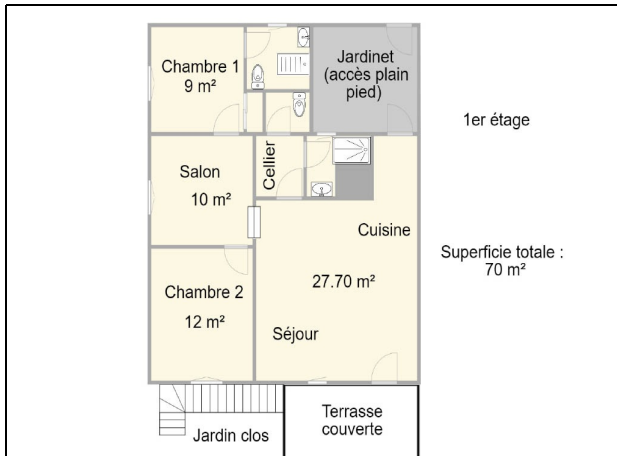 Chambre 1
9 m²
Jardinet
(accès plain
pied)
1er étage
Salon
10 m²
Cellier
Cuisine
Superficie totale :
70 m²
27.70 m²
Chambre 2
12 m²
Séjour
Jardin clos
Terrasse
couverte